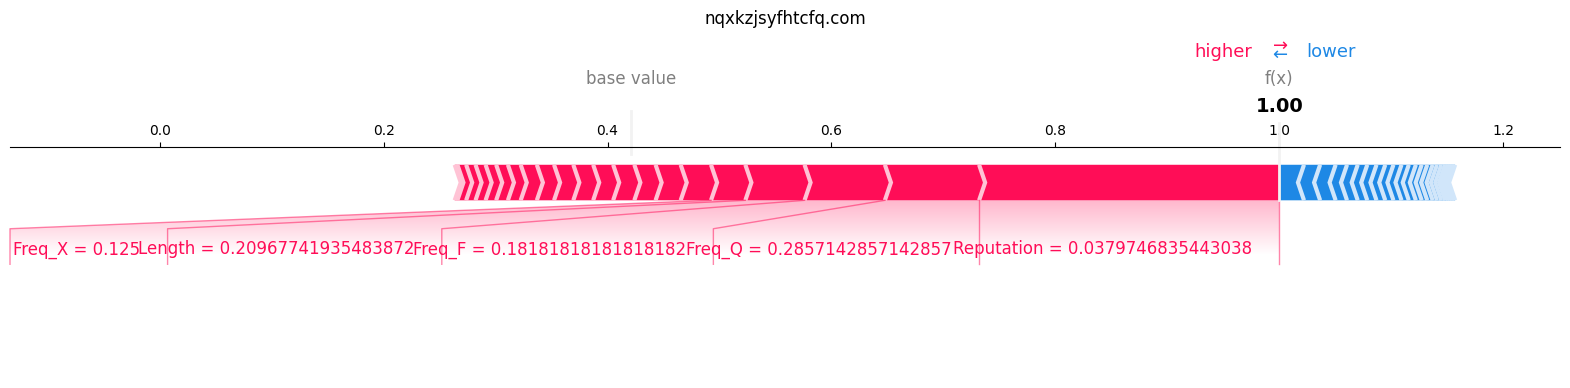 nqxkzjsyfhtcfq.com
higher → ← lower
base value f(x)
1.00
0.0 0.2 0.4 0.6 0.8 1.0 1.2
Freq_X = 0.125 Length = 0.20967741935483872 Freq_F = 0.18181818181818182 Freq_Q = 0.2857142857142857 Reputation = 0.0379746835443038